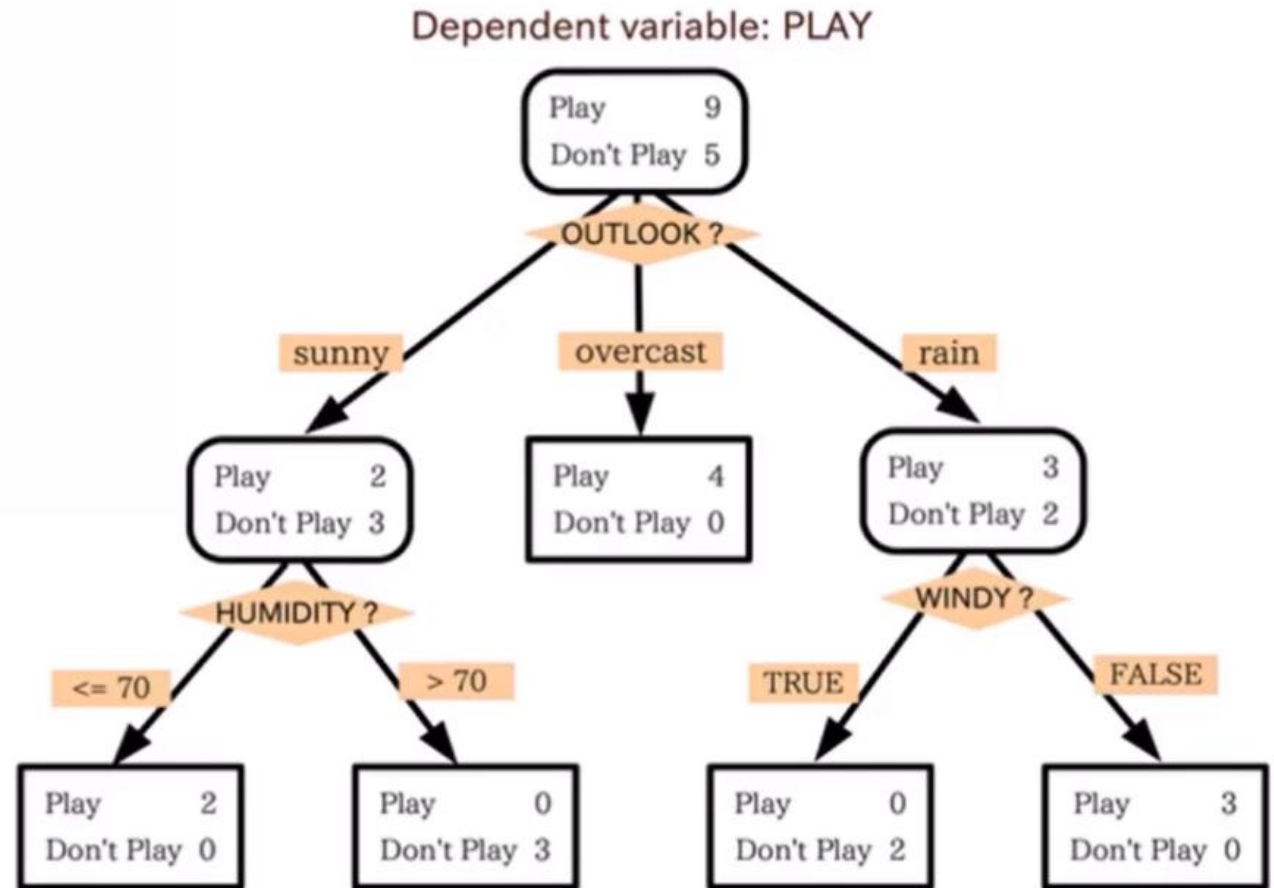 Dependent variable: PLAY
Play 9
Don't Play 5
OUTLOOK ?
sunny
overcast
rain
Play 2
Don't Play 3
Play 4
Don't Play 0
Play 3
Don't Play 2
HUMIDITY ?
WINDY ?
<= 70
> 70
TRUE
FALSE
Play 2
Don't Play 0
Play 0
Don't Play 3
Play 0
Don't Play 2
Play 3
Don't Play 0